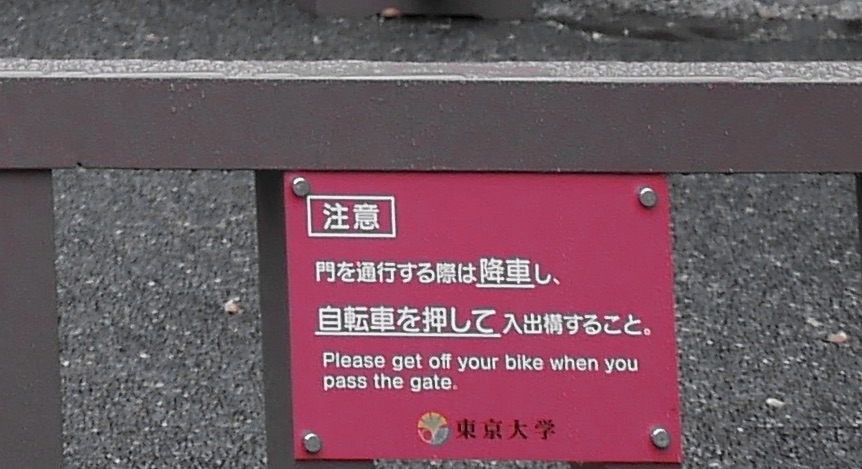 注意
門を通行する際は降車し、
自転車を押して入出構すること。
Please get off your bike when you
pass the gate.
東京大学